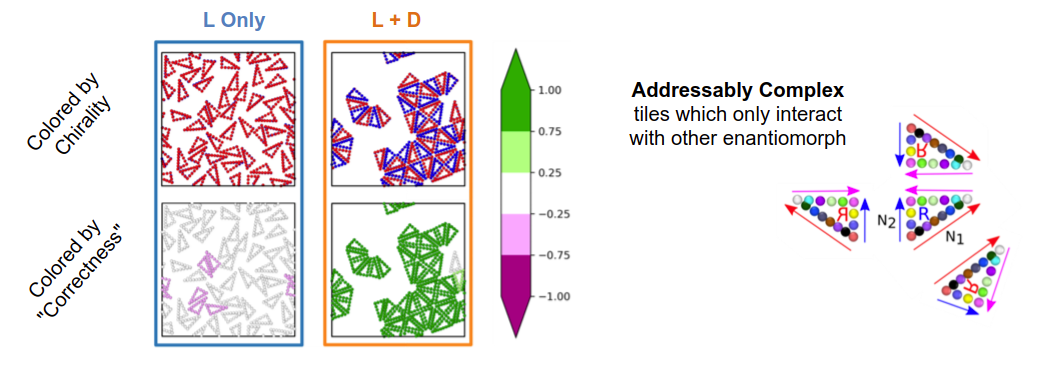 L Only
L + D
Colored by
Chirality
Colored by
"Correctness"
1.00
0.75
0.25
−0.25
−0.75
−1.00
Addressably Complex
tiles which only interact
with other enantiomorph
R
R
R
R
N2
N1